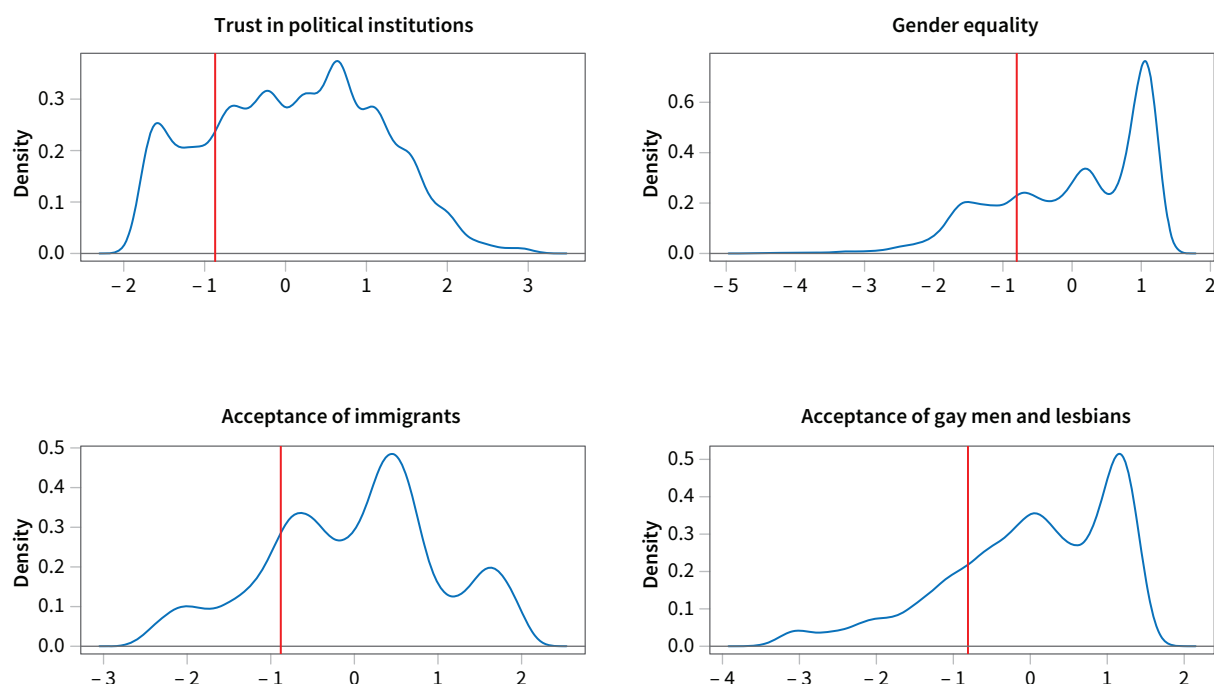 Trust in political institutions
Density
0.3
0.2
0.1
0.0
– 2 – 1 0 1 2 3
Gender equality
Density
0.6
0.4
0.2
0.0
– 5 – 4 – 3 – 2 – 1 0 1 2
Acceptance of immigrants
Density
0.5
0.4
0.3
0.2
0.1
0.0
– 3 – 2 – 1 0 1 2
Acceptance of gay men and lesbians
Density
0.5
0.4
0.3
0.2
0.1
0.0
– 4 – 3 – 2 – 1 0 1 2